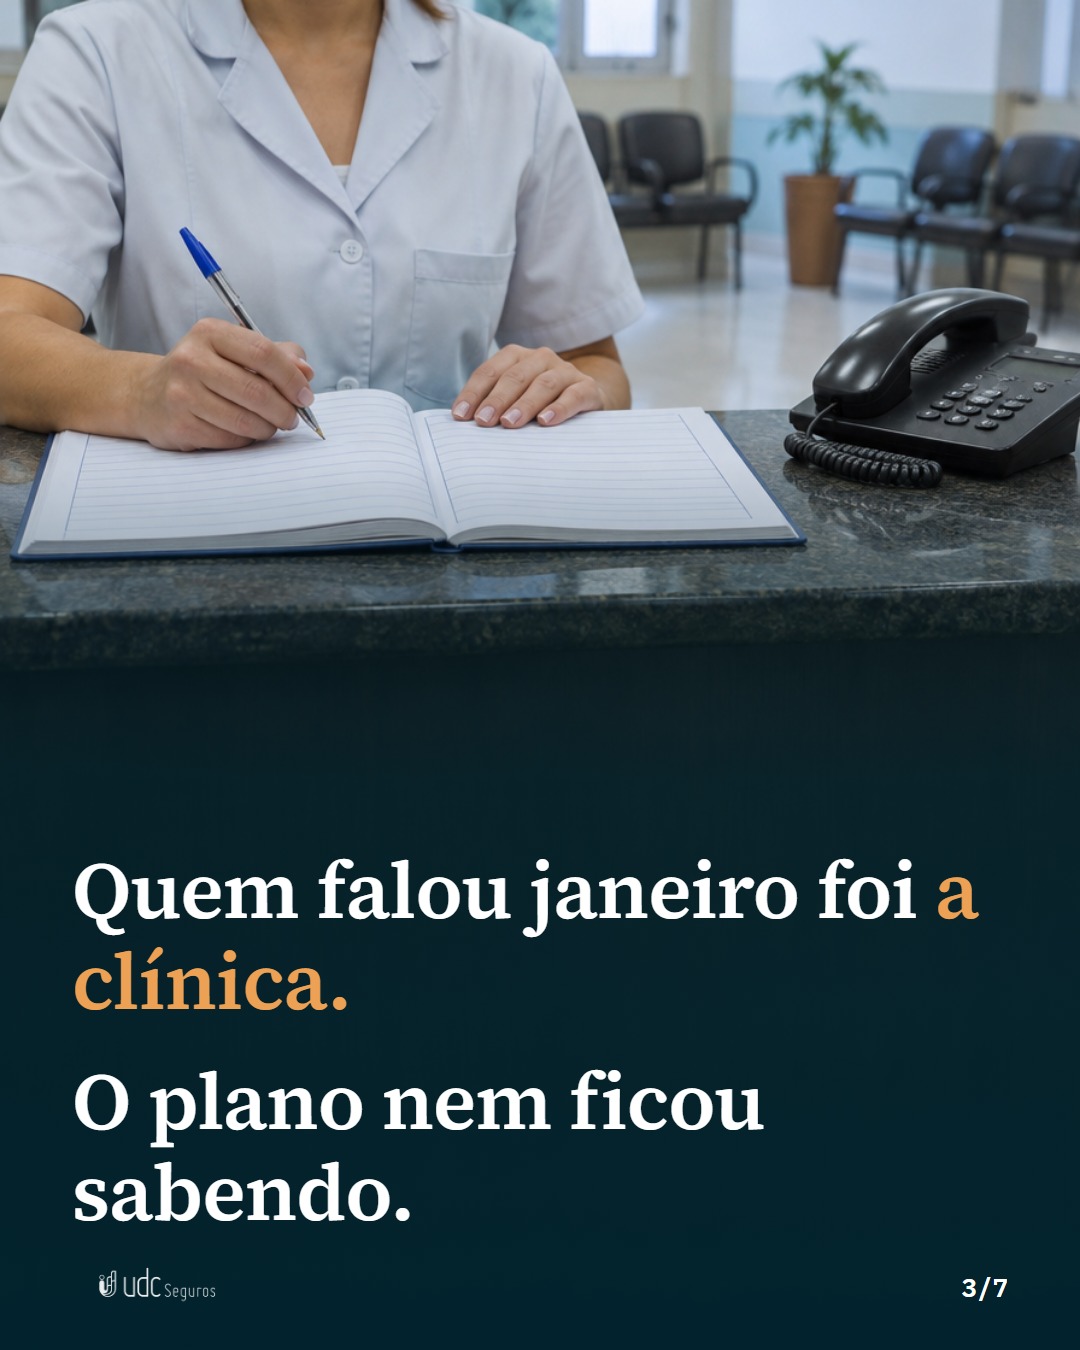 Quem falou janeiro foi a
clínica.
O plano nem ficou
sabendo.
udc Seguros
3/7